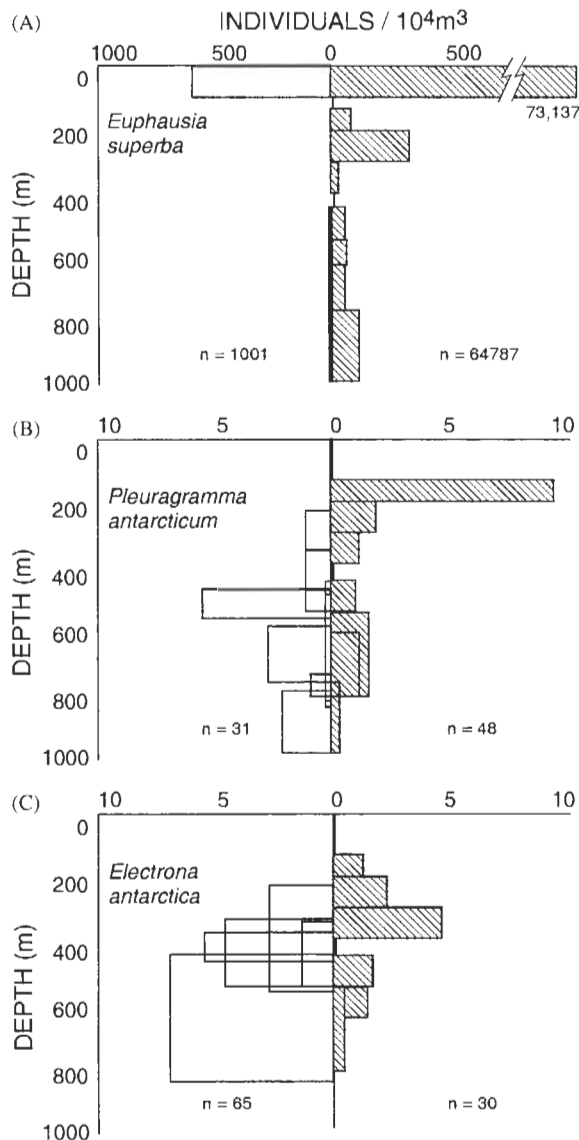 (A)
INDIVIDUALS / 10⁴m³
1000 500 0 500
0
73,137
Euphausia
superba
200
400
600
800
1000
DEPTH (m)
n = 1001
n = 64787
(B)
10 5 0 5 10
0
Pleuragramma
antarcticum
200
400
600
800
1000
DEPTH (m)
n = 31
n = 48
(C)
10 5 0 5 10
0
Electrona
antarctica
200
400
600
800
1000
DEPTH (m)
n = 65
n = 30